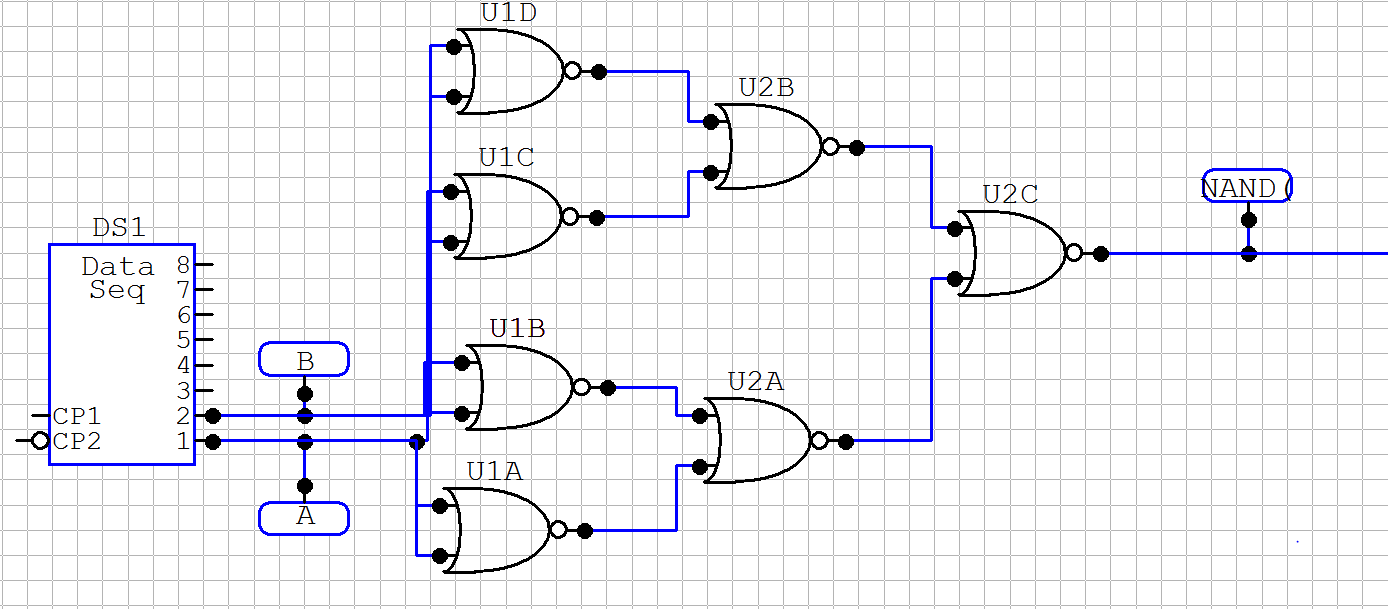 U1D
U2B
U1C
U2C
NAND(
DS1
Data
Seq
8
7
6
5
4
3
CP1
2
CP2
1
B
A
U1B
U2A
U1A